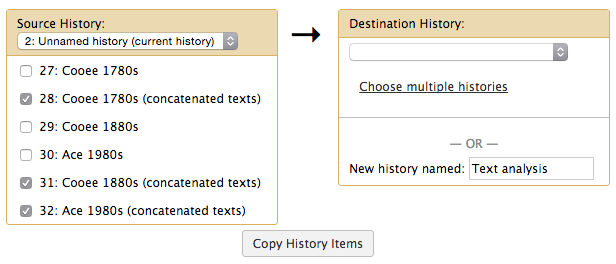 Source History:
2: Unnamed history (current history)
27: Cooee 1780s
28: Cooee 1780s (concatenated texts)
29: Cooee 1880s
30: Ace 1980s
31: Cooee 1880s (concatenated texts)
32: Ace 1980s (concatenated texts)
Destination History:
Choose multiple histories
— OR —
New history named: Text analysis
Copy History Items